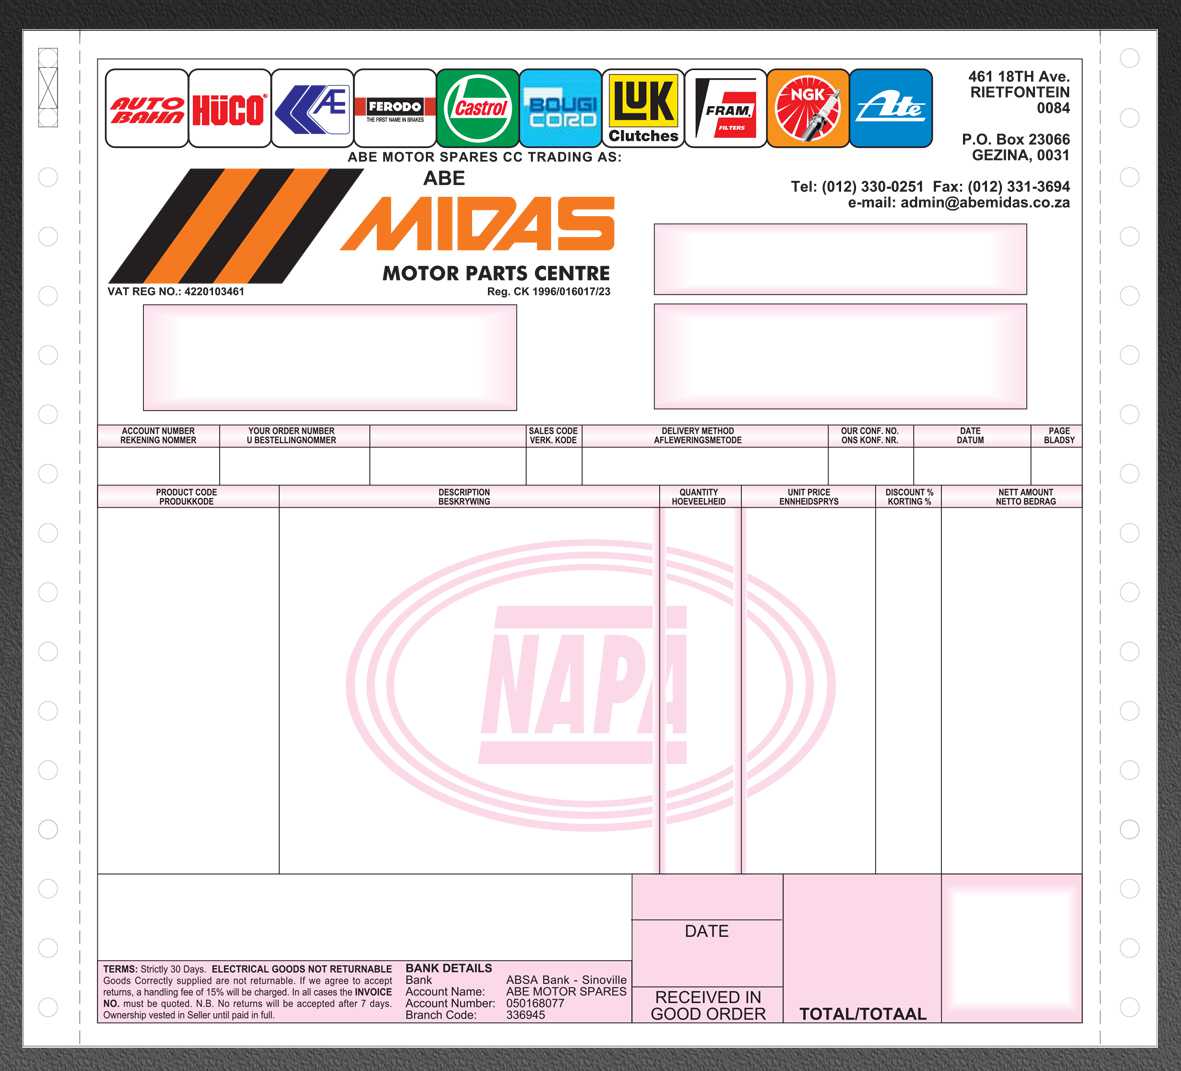 AUTO BAHN
HÜCO®
AE
FERODO
THE FIRST NAME IN BRAKES
Castrol
BOUGI CORD
LUK
Clutches
FRAM
FILTERS
NGK
Ate
461 18TH Ave.
RIETFONTEIN
0084
P.O. Box 23066
GEZINA, 0031
Tel: (012) 330-0251 Fax: (012) 331-3694
e-mail: admin@abemidas.co.za
ABE MOTOR SPARES CC TRADING AS:
ABE
MIDAS
MOTOR PARTS CENTRE
VAT REG NO.: 4220103461
Reg. CK 1996/016017/23
ACCOUNT NUMBER
REKENING NOMMER
YOUR ORDER NUMBER
U BESTELLINGNOMMER
SALES CODE
VERK. KODE
DELIVERY METHOD
AFLEWERINGSMETODE
OUR CONF. NO.
ONS KONF. NR.
DATE
DATUM
PAGE
BLADSY
PRODUCT CODE
PRODUKKODE
DESCRIPTION
BESKRYWING
QUANTITY
HOEVEELHEID
UNIT PRICE
ENNHEIDSPRYS
DISCOUNT %
KORTING %
NETT AMOUNT
NETTO BEDRAG
NAPA
TERMS: Strictly 30 Days. ELECTRICAL GOODS NOT RETURNABLE
Goods Correctly supplied are not returnable. If we agree to accept
returns, a handling fee of 15% will be charged. In all cases the INVOICE
NO. must be quoted. N.B. No returns will be accepted after 7 days.
Ownership vested in Seller until paid in full.
BANK DETAILS
Bank ABSA Bank - Sinoville
Account Name: ABE MOTOR SPARES
Account Number: 050168077
Branch Code: 336945
DATE
RECEIVED IN
GOOD ORDER
TOTAL/TOTAAL